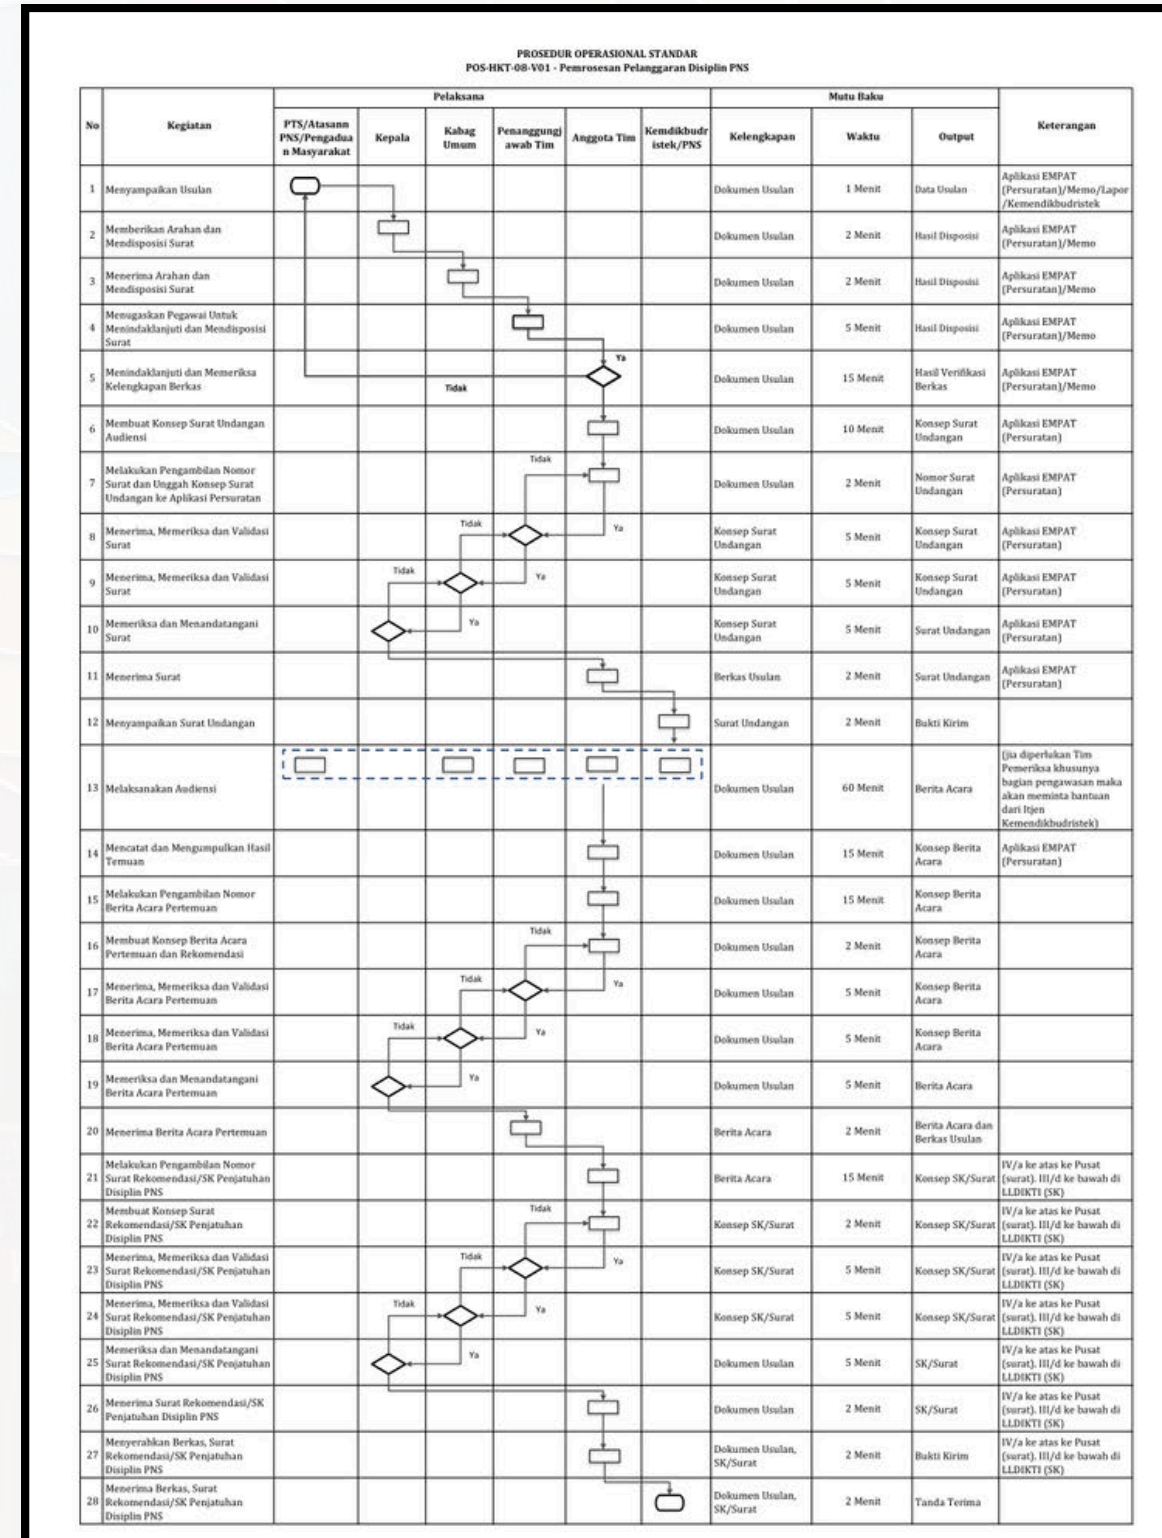 PROSEDUR OPERASIONAL STANDAR
POS-HKT-08-V01 - Pemrosesan Pelanggaran Disiplin PNS
No
Kegiatan
Pelaksana
Mutu Baku
Keterangan
PTS/Atasann
PNS/Pengadua
n Masyarakat
Kepala
Kabag
Umum
Penanggungj
awab Tim
Anggota Tim
Kemdikbudr
istek/PNS
Kelengkapan
Waktu
Output
1
Menyampaikan Usulan
Dokumen Usulan
1 Menit
Data Usulan
Aplikasi EMPAT
(Persuratan)/Memo/Lapor
/Kemendikbudristek
2
Memberikan Arahan dan
Mendisposisi Surat
Dokumen Usulan
2 Menit
Hasil Disposisi
Aplikasi EMPAT
(Persuratan)/Memo
3
Menerima Arahan dan
Mendisposisi Surat
Dokumen Usulan
2 Menit
Hasil Disposisi
Aplikasi EMPAT
(Persuratan)/Memo
4
Menugaskan Pegawai Untuk
Menindaklanjuti dan Mendisposisi
Surat
Dokumen Usulan
5 Menit
Hasil Disposisi
Aplikasi EMPAT
(Persuratan)/Memo
5
Menindaklanjuti dan Memeriksa
Kelengkapan Berkas
Ya
Tidak
Dokumen Usulan
15 Menit
Hasil Verifikasi
Berkas
Aplikasi EMPAT
(Persuratan)/Memo
6
Membuat Konsep Surat Undangan
Audiensi
Dokumen Usulan
10 Menit
Konsep Surat
Undangan
Aplikasi EMPAT
(Persuratan)
7
Melakukan Pengambilan Nomor
Surat dan Unggah Konsep Surat
Undangan ke Aplikasi Persuratan
Tidak
Dokumen Usulan
2 Menit
Nomor Surat
Undangan
Aplikasi EMPAT
(Persuratan)
8
Menerima, Memeriksa dan Validasi
Surat
Tidak
Ya
Konsep Surat
Undangan
5 Menit
Konsep Surat
Undangan
Aplikasi EMPAT
(Persuratan)
9
Menerima, Memeriksa dan Validasi
Surat
Tidak
Ya
Konsep Surat
Undangan
5 Menit
Konsep Surat
Undangan
Aplikasi EMPAT
(Persuratan)
10
Memeriksa dan Menandatangani
Surat
Ya
Konsep Surat
Undangan
5 Menit
Surat Undangan
Aplikasi EMPAT
(Persuratan)
11
Menerima Surat
Berkas Usulan
2 Menit
Surat Undangan
Aplikasi EMPAT
(Persuratan)
12
Menyampaikan Surat Undangan
Surat Undangan
2 Menit
Bukti Kirim
13
Melaksanakan Audiensi
Dokumen Usulan
60 Menit
Berita Acara
(jia diperlukan Tim
Pemeriksa khusunya
bagian pengawasan maka
akan meminta bantuan
dari Itjen
Kemendikbudristek)
14
Mencatat dan Mengumpulkan Hasil
Temuan
Dokumen Usulan
15 Menit
Konsep Berita
Acara
Aplikasi EMPAT
(Persuratan)
15
Melakukan Pengambilan Nomor
Berita Acara Pertemuan
Dokumen Usulan
15 Menit
Konsep Berita
Acara
16
Membuat Konsep Berita Acara
Pertemuan dan Rekomendasi
Tidak
Dokumen Usulan
2 Menit
Konsep Berita
Acara
17
Menerima, Memeriksa dan Validasi
Berita Acara Pertemuan
Tidak
Ya
Dokumen Usulan
5 Menit
Konsep Berita
Acara
18
Menerima, Memeriksa dan Validasi
Berita Acara Pertemuan
Tidak
Ya
Dokumen Usulan
5 Menit
Konsep Berita
Acara
19
Memeriksa dan Menandatangani
Berita Acara Pertemuan
Ya
Dokumen Usulan
5 Menit
Berita Acara
20
Menerima Berita Acara Pertemuan
Berita Acara
2 Menit
Berita Acara dan
Berkas Usulan
21
Melakukan Pengambilan Nomor
Surat Rekomendasi/SK Penjatuhan
Disiplin PNS
Berita Acara
15 Menit
Konsep SK/Surat
IV/a ke atas ke Pusat
(surat). III/d ke bawah di
LLDIKTI (SK)
22
Membuat Konsep Surat
Rekomendasi/SK Penjatuhan
Disiplin PNS
Tidak
Konsep SK/Surat
2 Menit
Konsep SK/Surat
IV/a ke atas ke Pusat
(surat). III/d ke bawah di
LLDIKTI (SK)
23
Menerima, Memeriksa dan Validasi
Surat Rekomendasi/SK Penjatuhan
Disiplin PNS
Tidak
Ya
Konsep SK/Surat
5 Menit
Konsep SK/Surat
IV/a ke atas ke Pusat
(surat). III/d ke bawah di
LLDIKTI (SK)
24
Menerima, Memeriksa dan Validasi
Surat Rekomendasi/SK Penjatuhan
Disiplin PNS
Tidak
Ya
Konsep SK/Surat
5 Menit
Konsep SK/Surat
IV/a ke atas ke Pusat
(surat). III/d ke bawah di
LLDIKTI (SK)
25
Memeriksa dan Menandatangani
Surat Rekomendasi/SK Penjatuhan
Disiplin PNS
Ya
Dokumen Usulan
5 Menit
SK/Surat
IV/a ke atas ke Pusat
(surat). III/d ke bawah di
LLDIKTI (SK)
26
Menerima Surat Rekomendasi/SK
Penjatuhan Disiplin PNS
Dokumen Usulan
2 Menit
SK/Surat
IV/a ke atas ke Pusat
(surat). III/d ke bawah di
LLDIKTI (SK)
27
Menyerahkan Berkas, Surat
Rekomendasi/SK Penjatuhan
Disiplin PNS
Dokumen Usulan,
SK/Surat
2 Menit
Bukti Kirim
IV/a ke atas ke Pusat
(surat). III/d ke bawah di
LLDIKTI (SK)
28
Menerima Berkas, Surat
Rekomendasi/SK Penjatuhan
Disiplin PNS
Dokumen Usulan,
SK/Surat
2 Menit
Tanda Terima